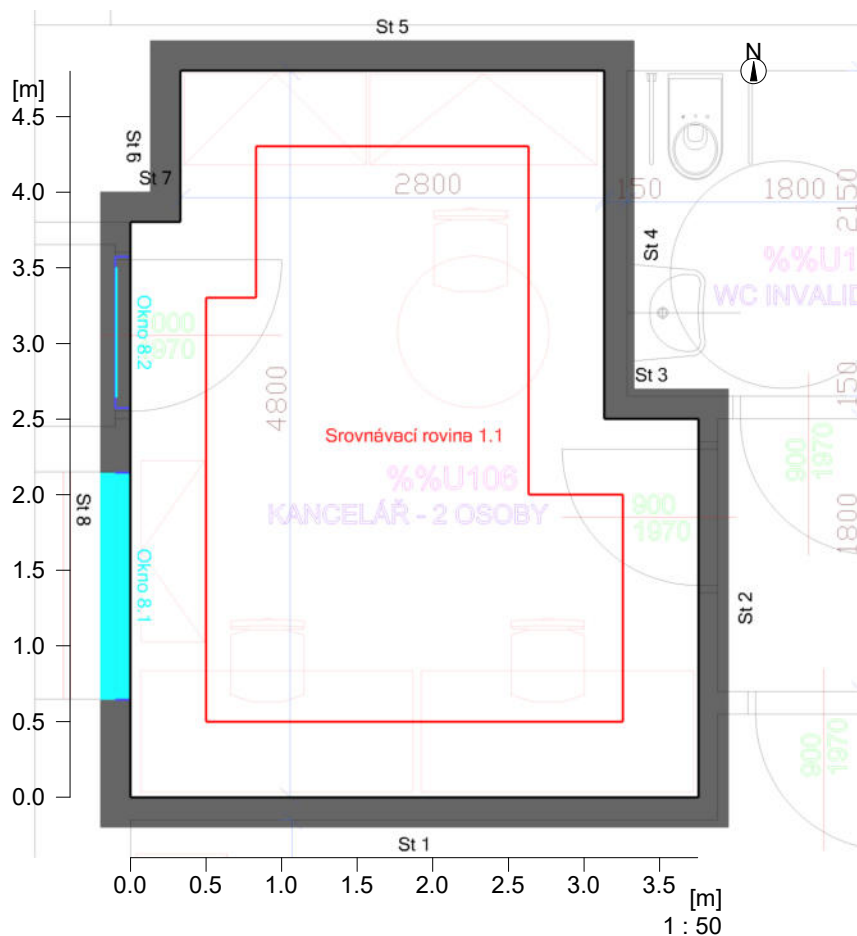 St 5
N
[m]
4.5
St 6
St 7
4.0
2800
150
1800
2150
St 4
%%U1
WC INVALID
3.5
Okno 8.2
000
1970
3.0
4800
St 3
150
2.5
Srovnávací rovina 1.1
%%U106
KANCELÁŘ - 2 OSOBY
900
1970
900
1970
1800
2.0
St 8
Okno 8.1
1.5
St 2
1.0
0.5
900
1970
0.0
St 1
0.0
0.5
1.0
1.5
2.0
2.5
3.0
3.5
[m]
1 : 50